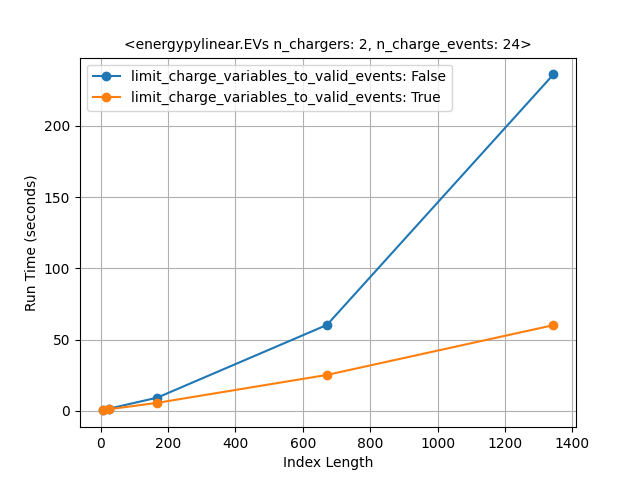 <energypylinear.EVs n_chargers: 2, n_charge_events: 24>
limit_charge_variables_to_valid_events: False
limit_charge_variables_to_valid_events: True
Run Time (seconds)
200
150
100
50
0
0 200 400 600 800 1000 1200 1400
Index Length